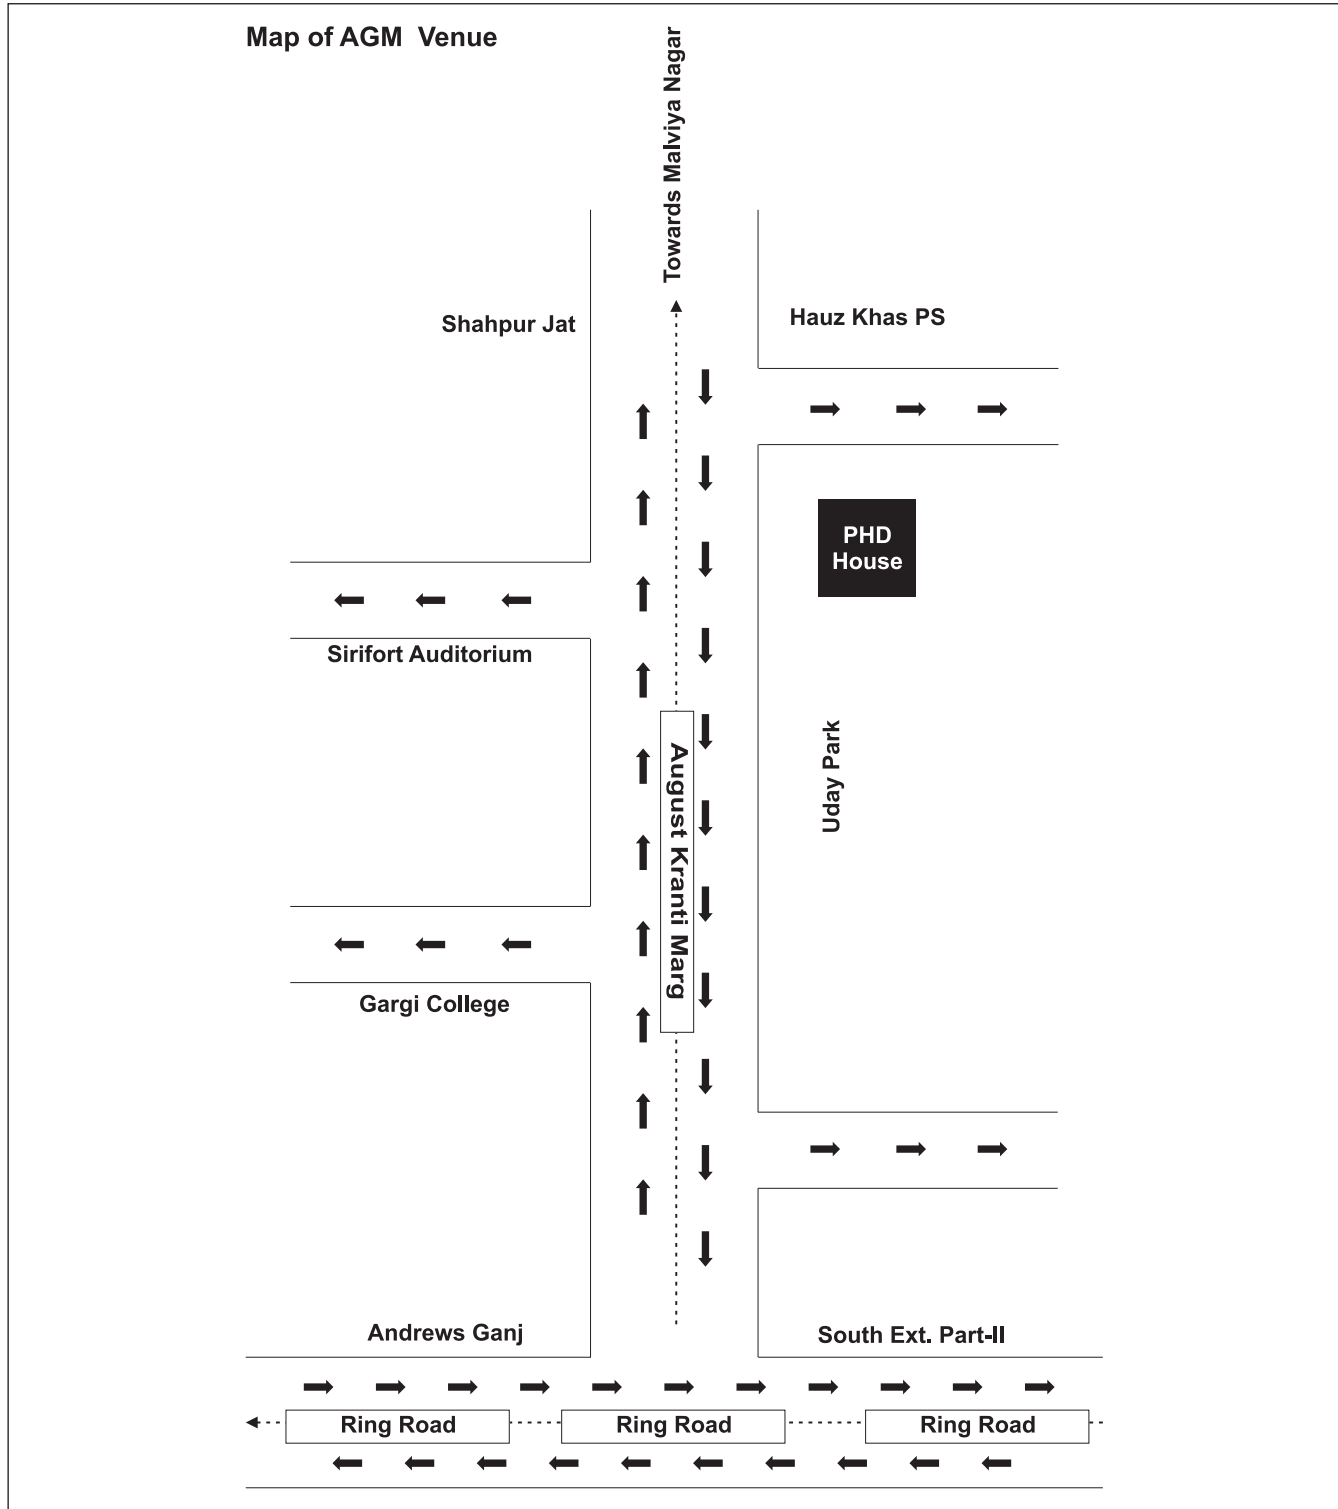 Map of AGM  Venue
Towards Malviya Nagar
Shahpur Jat
Hauz Khas PS
PHD
House
Sirifort Auditorium
August Kranti Marg
Uday Park
Gargi College
Andrews Ganj
South Ext. Part-II
Ring Road
Ring Road
Ring Road